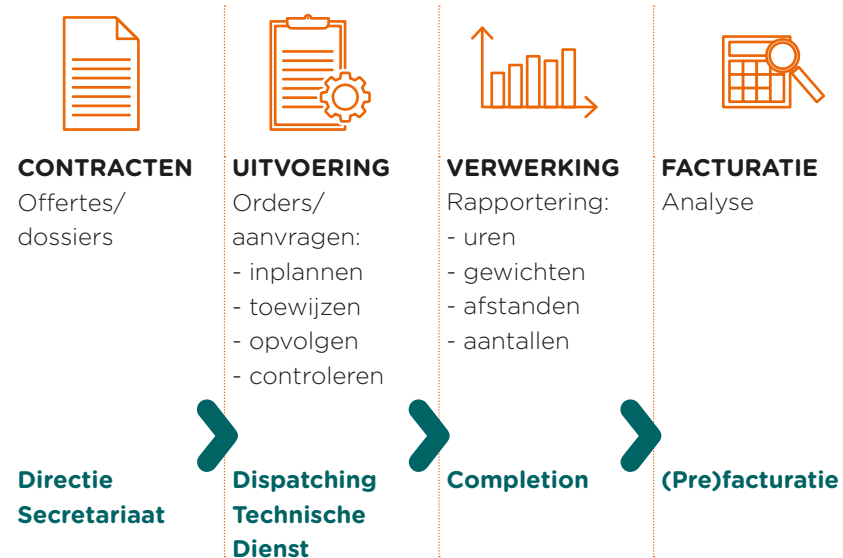 CONTRACTEN
Offertes/
dossiers
Directie
Secretariaat
UITVOERING
Orders/
aanvragen:
- inplannen
- toewijzen
- opvolgen
- controleren
Dispatching
Technische
Dienst
VERWERKING
Rapportering:
- uren
- gewichten
- afstanden
- aantallen
Completion
FACTURATIE
Analyse
(Pre)facturatie